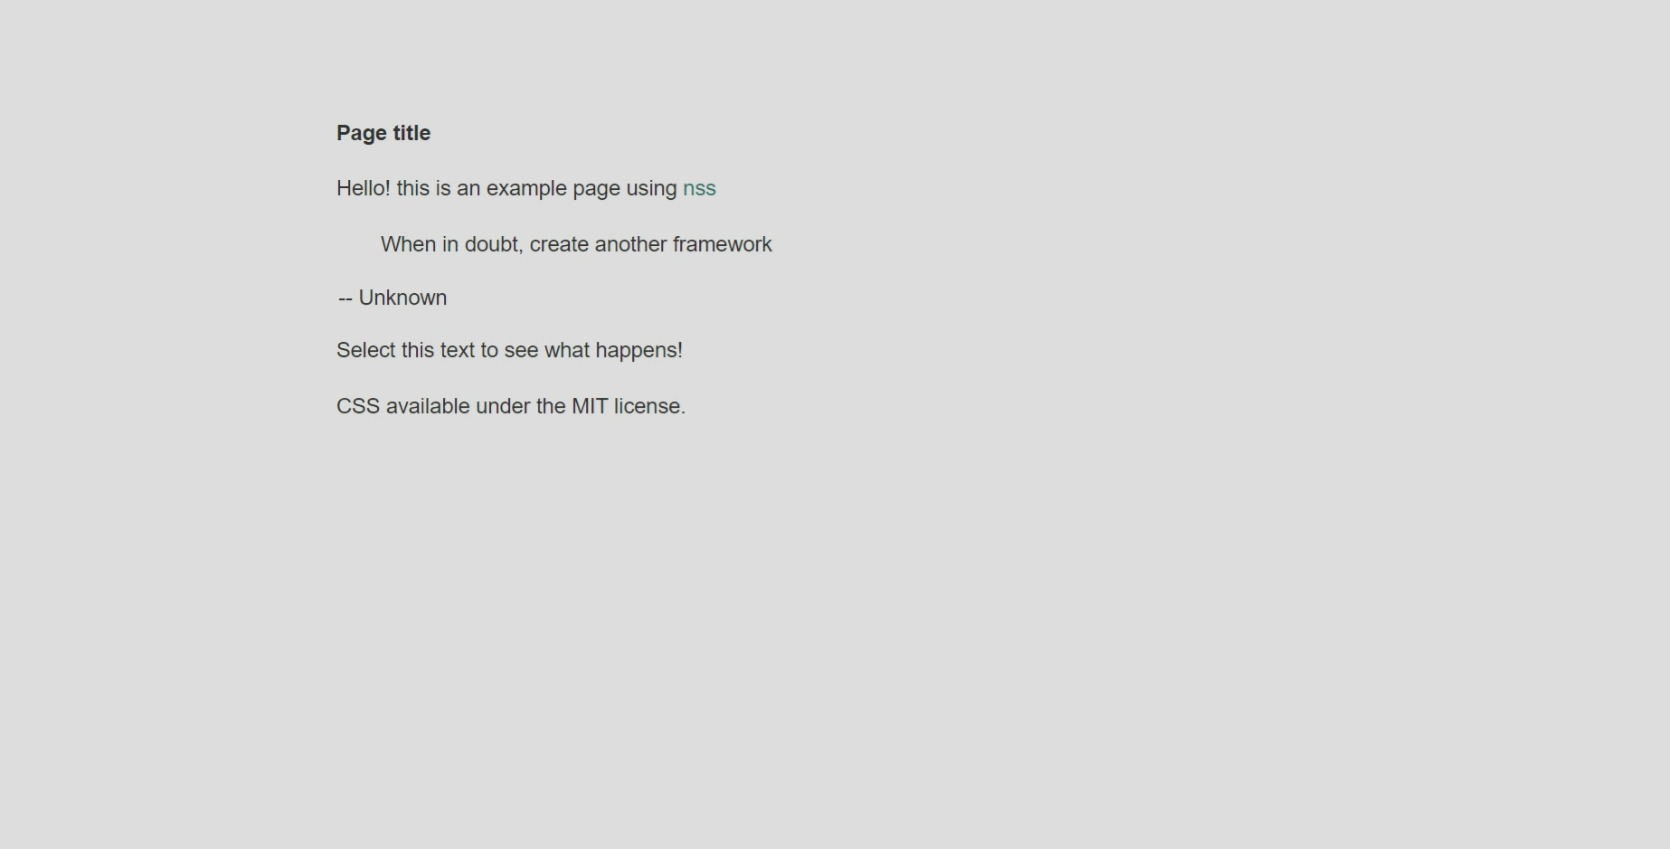 Page title
Hello! this is an example page using nss
When in doubt, create another framework
-- Unknown
Select this text to see what happens!
CSS available under the MIT license.